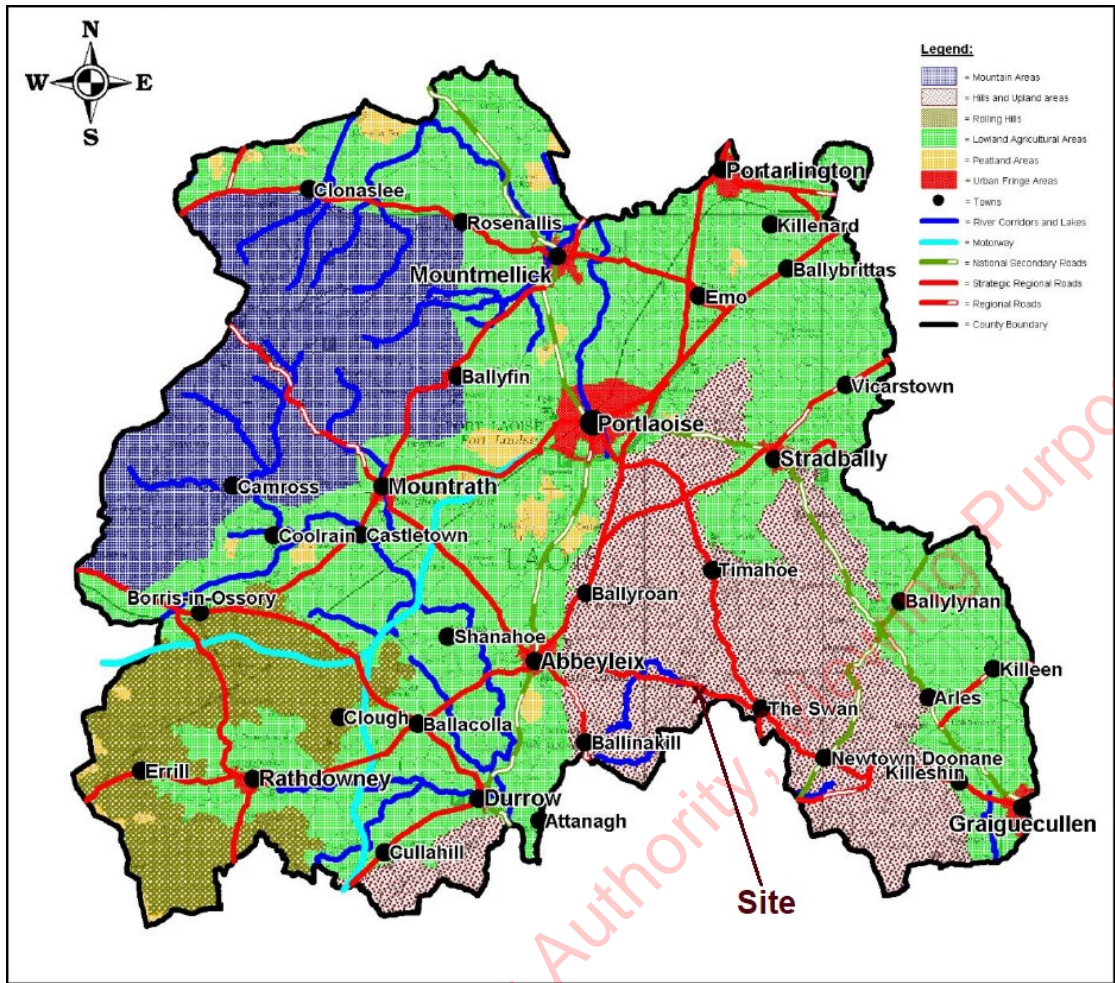 N
W E
S
Legend:
= Mountain Areas
= Hills and Upland areas
= Rolling Hills
= Lowland Agricultural Areas
= Peatland Areas
= Urban Fringe Areas
= Towns
= River Corridors and Lakes
= Motorway
= National Secondary Roads
= Strategic Regional Roads
= Regional Roads
= County Boundary
Portarlington
Clonaslee
Rosenallis
Killenard
Mountmellick
Ballybrittas
Emo
Ballyfin
Vicarstown
Portlaoise
Stradbally
Camross
Mountrath
Coolrain
Castletown
Timahoe
Borris-in-Ossory
Ballyroan
Ballylynan
Shanahoe
Abbeyleix
Killeen
Arles
The Swan
Clough
Ballacolla
Ballinakill
Newtown Doonane
Errill
Rathdowney
Killeshin
Durrow
Attanagh
Graiguecullen
Cullahill
Site
Authority, Viewing Purpo